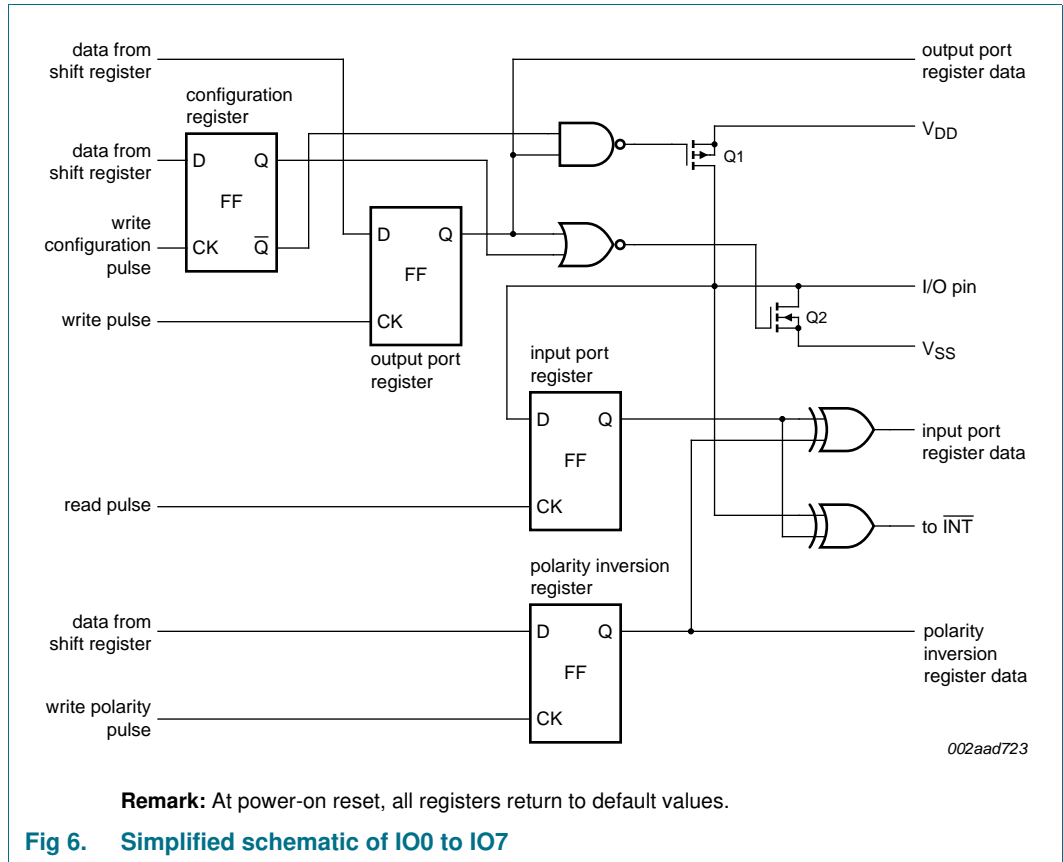 data from
shift register
output port
register data
configuration
register
V_DD
data from
shift register
D
Q
FF
Q1
write
configuration
pulse
CK
Q̅
D
Q
FF
I/O pin
Q2
write pulse
CK
V_SS
output port
register
input port
register
D
Q
FF
input port
register data
read pulse
CK
to I̅N̅T̅
polarity inversion
register
data from
shift register
D
Q
FF
polarity
inversion
register data
write polarity
pulse
CK
002aad723
Remark: At power-on reset, all registers return to default values.
Fig 6. Simplified schematic of IO0 to IO7